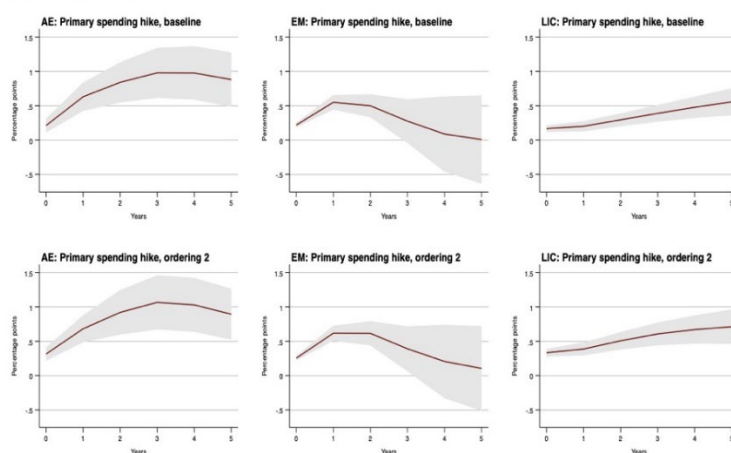 AE: Primary spending hike, baseline
EM: Primary spending hike, baseline
LIC: Primary spending hike, baseline
Percentage points
1.5
1
.5
0
-.5
0 1 2 3 4 5
Years
Percentage points
1.5
1
.5
0
-.5
0 1 2 3 4 5
Years
Percentage points
1.5
1
.5
0
-.5
0 1 2 3 4 5
Years
AE: Primary spending hike, ordering 2
EM: Primary spending hike, ordering 2
LIC: Primary spending hike, ordering 2
Percentage points
1.5
1
.5
0
-.5
0 1 2 3 4 5
Years
Percentage points
1.5
1
.5
0
-.5
0 1 2 3 4 5
Years
Percentage points
1.5
1
.5
0
-.5
0 1 2 3 4 5
Years